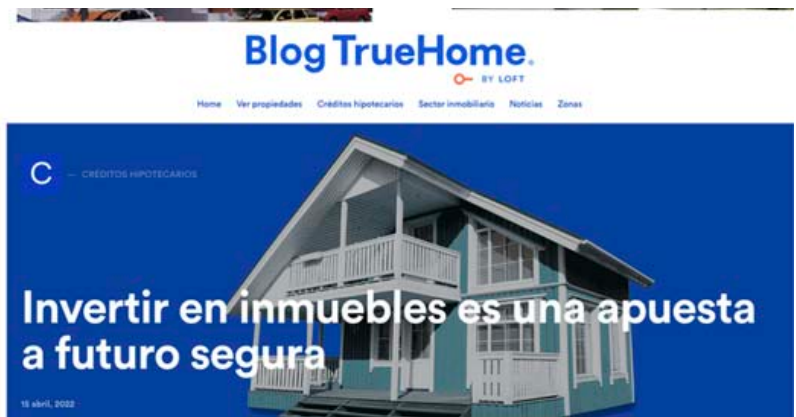 Blog TrueHome®
BY LOFT
Home Ver propiedades Créditos hipotecarios Sector inmobiliario Noticias Zonas
C — CRÉDITOS HIPOTECARIOS
Invertir en inmuebles es una apuesta
a futuro segura
15 abril, 2022